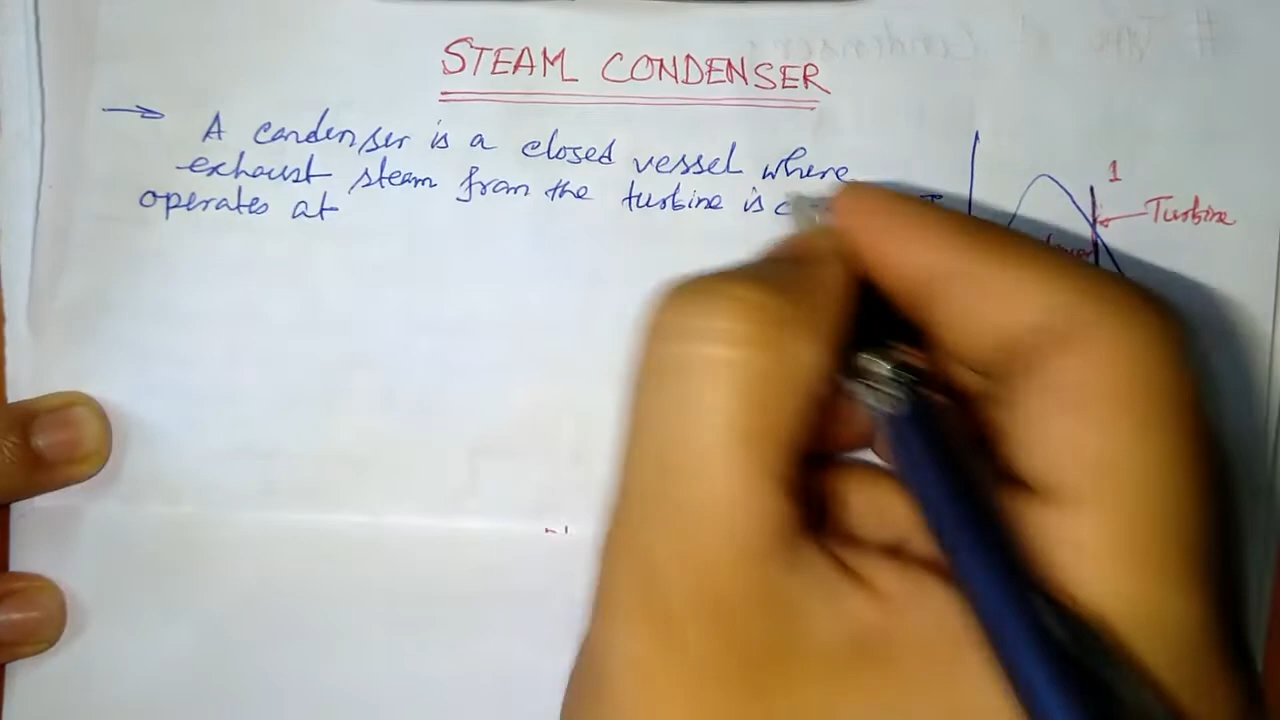 STEAM CONDENSER
A condenser is a closed vessel where
exhaust steam from the turbine is
operates at
1
Turbine